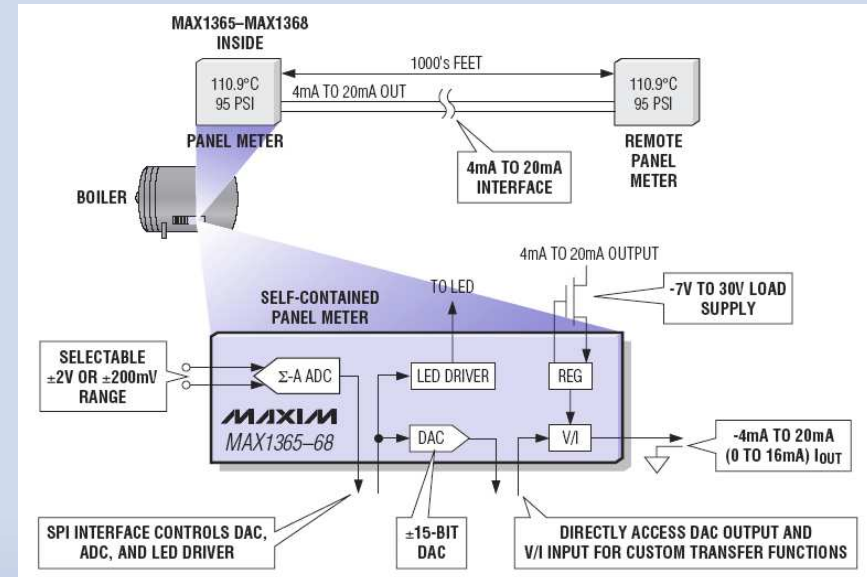 MAX1365–MAX1368
INSIDE
110.9°C
95 PSI
PANEL METER
1000's FEET
4mA TO 20mA OUT
110.9°C
95 PSI
REMOTE
PANEL
METER
4mA TO 20mA
INTERFACE
BOILER
4mA TO 20mA OUTPUT
TO LED
-7V TO 30V LOAD
SUPPLY
SELF-CONTAINED
PANEL METER
SELECTABLE
±2V OR ±200mV
RANGE
Σ-A ADC
LED DRIVER
REG
MAXIM
MAX1365–68
DAC
V/I
-4mA TO 20mA
(0 TO 16mA) IOUT
SPI INTERFACE CONTROLS DAC,
ADC, AND LED DRIVER
±15-BIT
DAC
DIRECTLY ACCESS DAC OUTPUT AND
V/I INPUT FOR CUSTOM TRANSFER FUNCTIONS